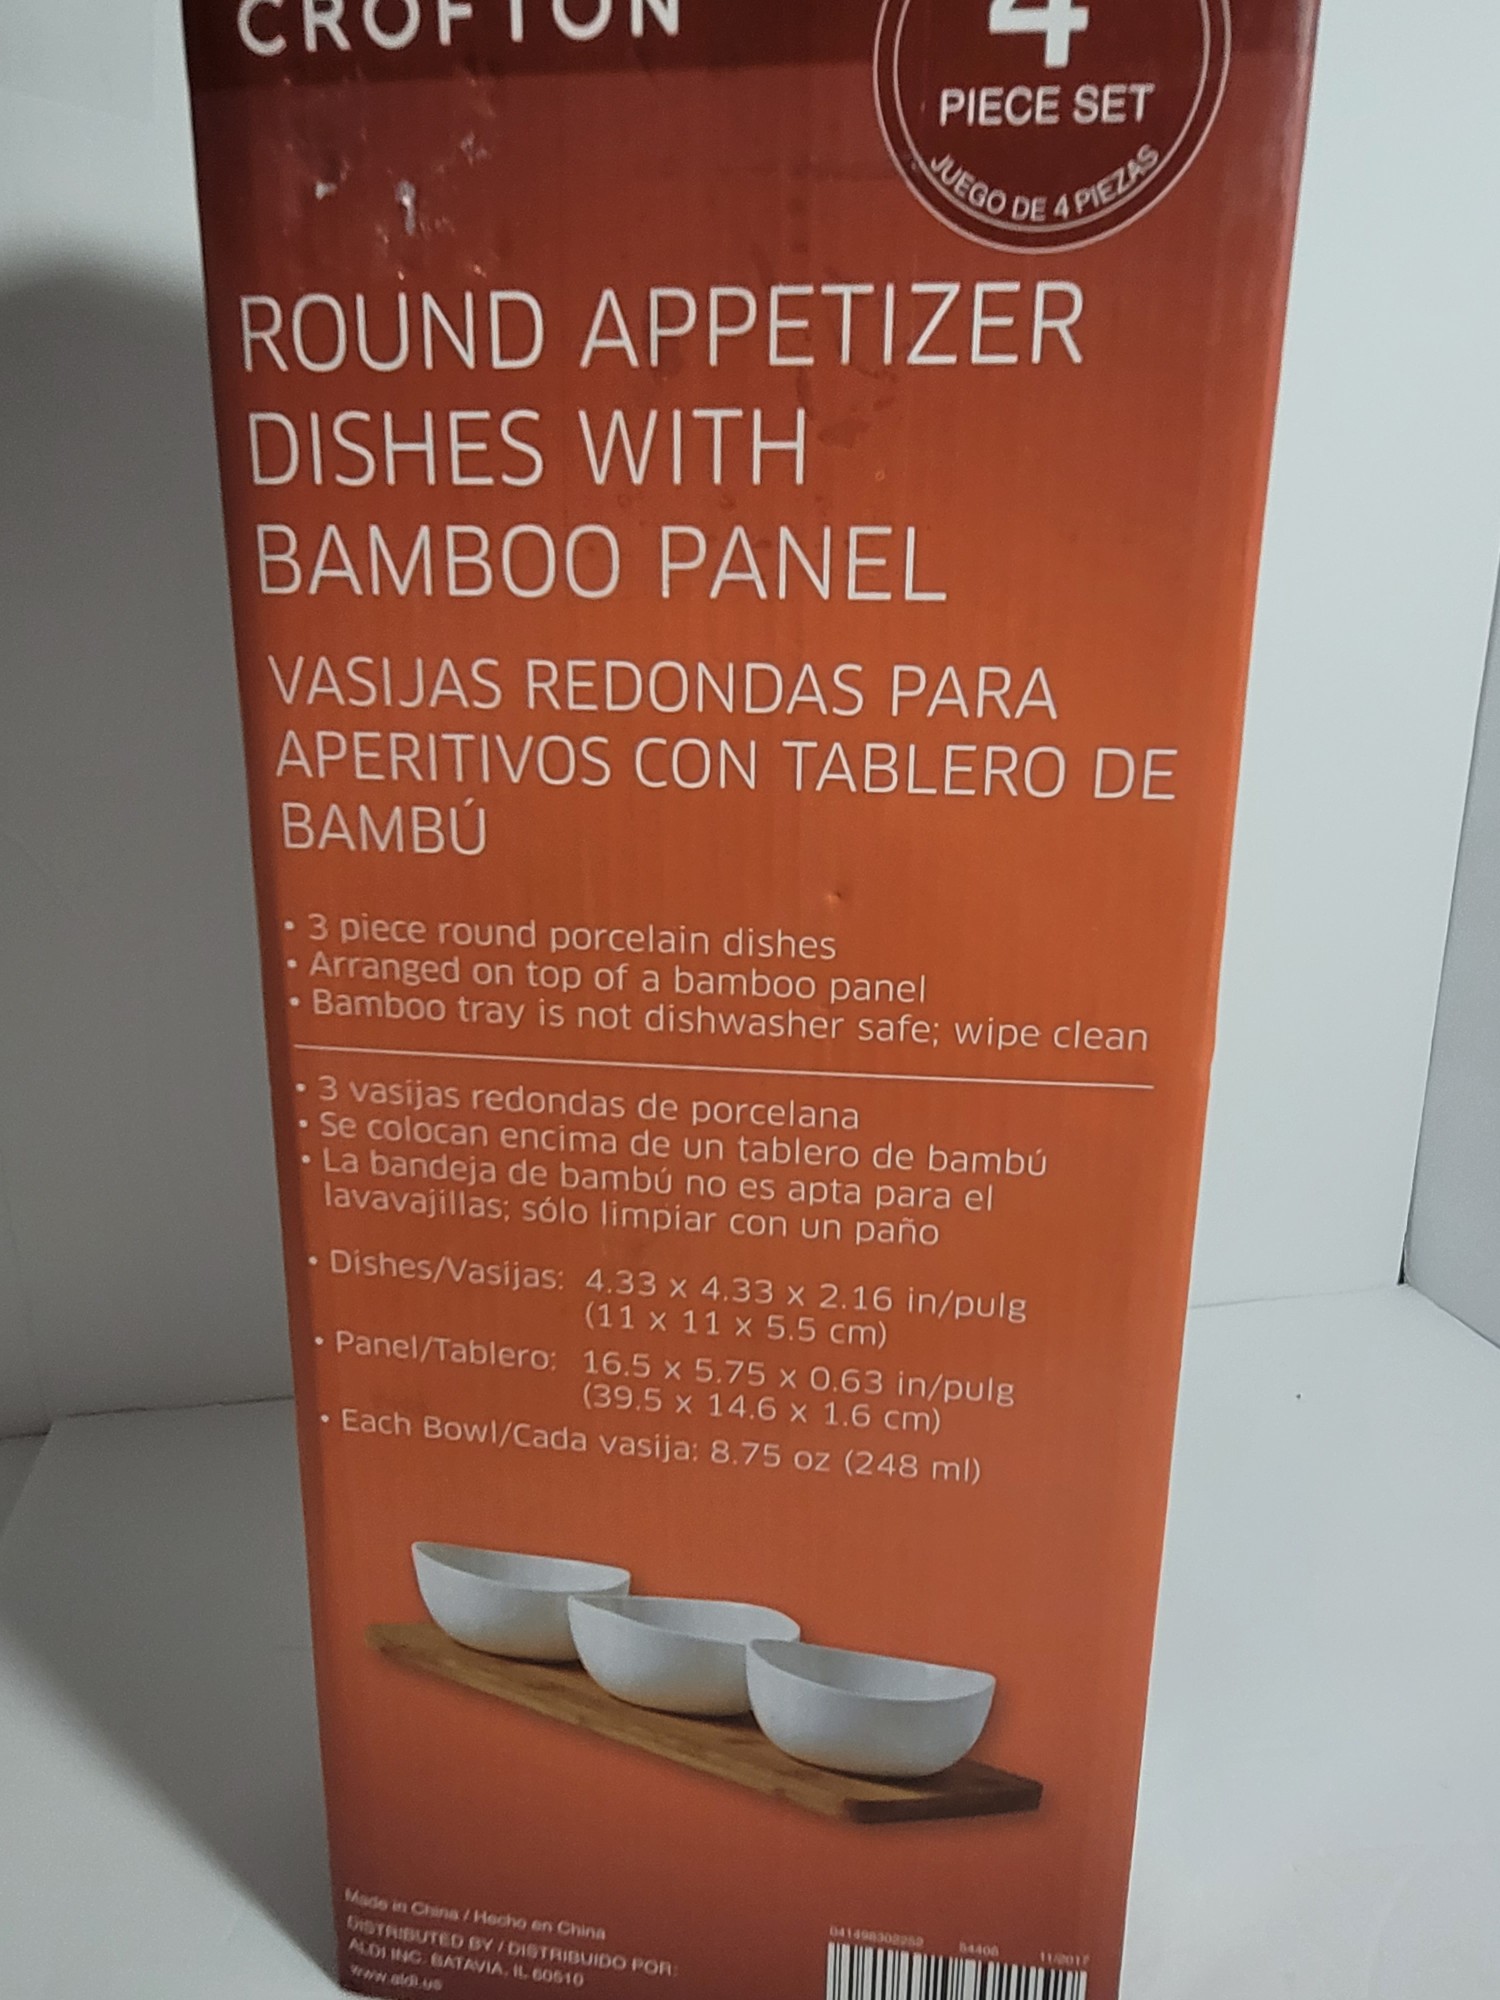 CROFTON
4
PIECE SET
JUEGO DE 4 PIEZAS
ROUND APPETIZER
DISHES WITH
BAMBOO PANEL
VASIJAS REDONDAS PARA
APERITIVOS CON TABLERO DE
BAMBÚ
• 3 piece round porcelain dishes
• Arranged on top of a bamboo panel
• Bamboo tray is not dishwasher safe; wipe clean
• 3 vasijas redondas de porcelana
• Se colocan encima de un tablero de bambú
• La bandeja de bambú no es apta para el
lavavajillas; sólo limpiar con un paño
• Dishes/Vasijas: 4.33 x 4.33 x 2.16 in/pulg
(11 x 11 x 5.5 cm)
• Panel/Tablero: 16.5 x 5.75 x 0.63 in/pulg
(39.5 x 14.6 x 1.6 cm)
• Each Bowl/Cada vasija: 8.75 oz (248 ml)
Made in China / Hecho en China
DISTRIBUTED BY / DISTRIBUIDO POR:
ALDI INC. BATAVIA, IL 60510
www.aldi.us
041498302252 54406 11/2017